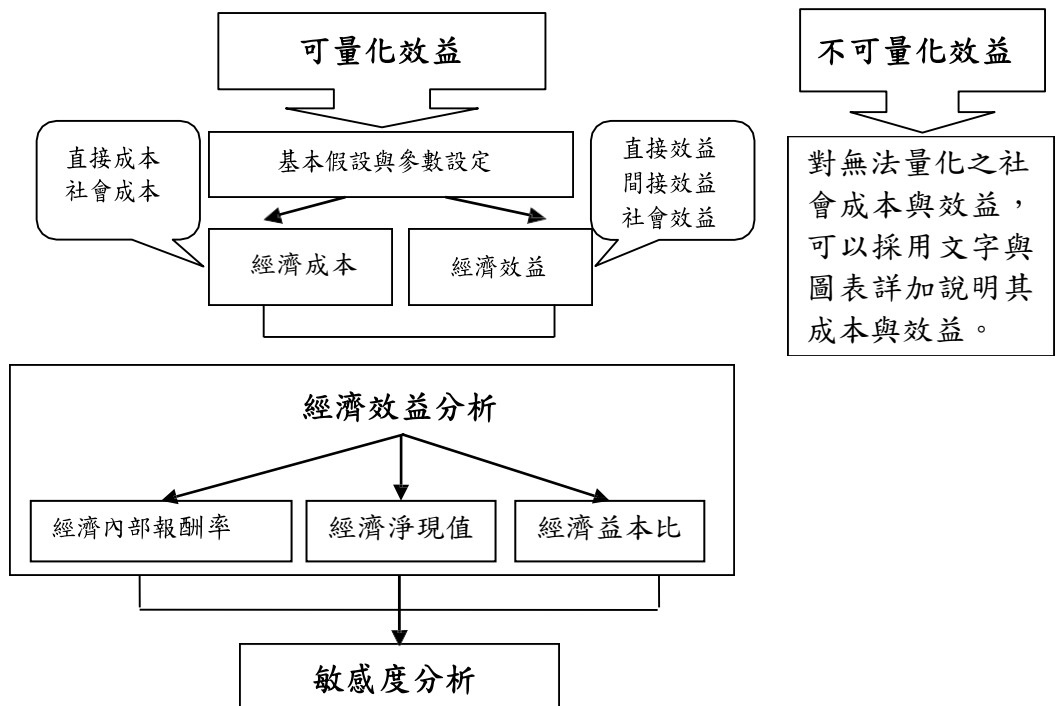 可量化效益
不可量化效益
直接成本
社會成本
基本假設與參數設定
直接效益
間接效益
社會效益
對無法量化之社
會成本與效益，
可以採用文字與
圖表詳加說明其
成本與效益。
經濟成本
經濟效益
經濟效益分析
經濟內部報酬率
經濟淨現值
經濟益本比
敏感度分析